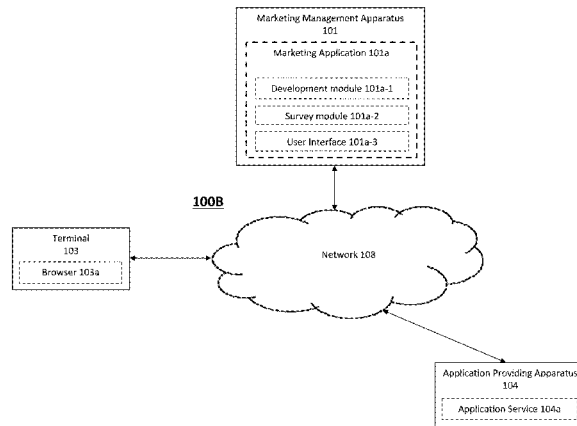 Marketing Management Apparatus
101
Marketing Application 101a
Development module 101a-1
Survey module 101a-2
User Interface 101a-3
100B
Terminal
103
Browser 103a
Network 108
Application Providing Apparatus
104
Application Service 104a